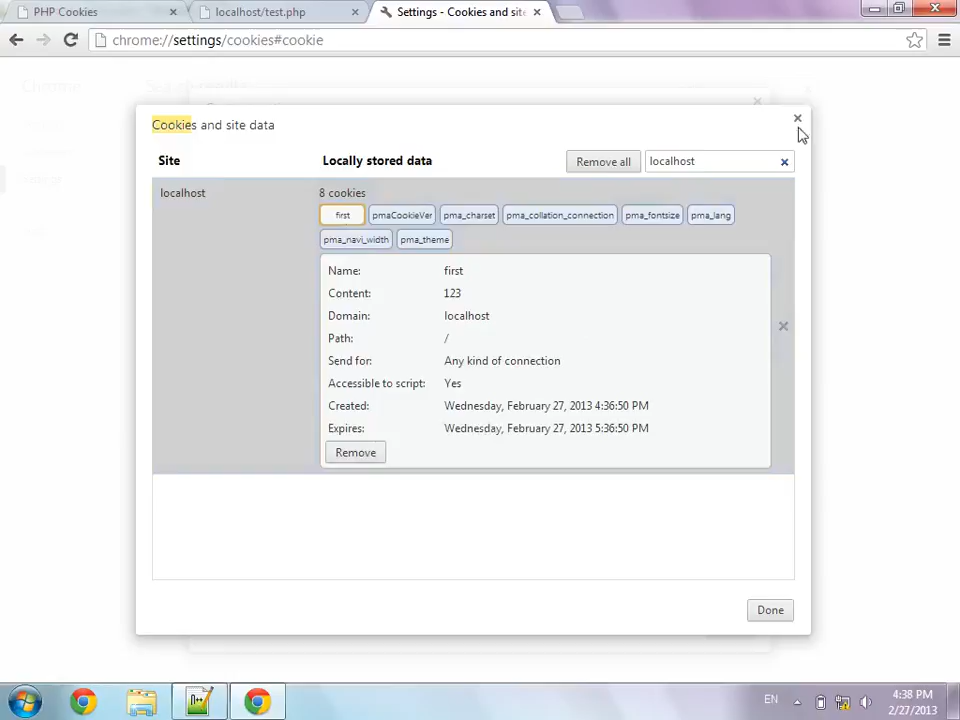 PHP Cookies
localhost/test.php
Settings - Cookies and site
chrome://settings/cookies#cookie
Cookies and site data
Site
Locally stored data
Remove all
localhost
localhost
8 cookies
first
pmaCookieVer
pma_charset
pma_collation_connection
pma_fontsize
pma_lang
pma_navi_width
pma_theme
Name: first
Content: 123
Domain: localhost
Path: /
Send for: Any kind of connection
Accessible to script: Yes
Created: Wednesday, February 27, 2013 4:36:50 PM
Expires: Wednesday, February 27, 2013 5:36:50 PM
Remove
Done
EN
4:38 PM
2/27/2013